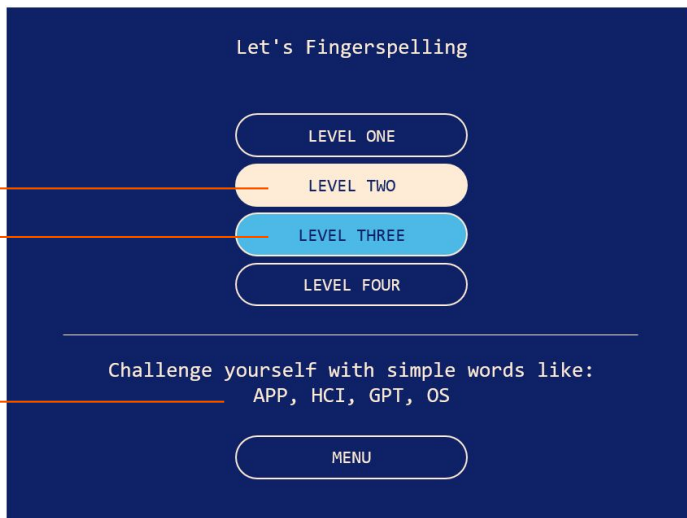 Let's Fingerspelling
LEVEL ONE
LEVEL TWO
LEVEL THREE
LEVEL FOUR
Challenge yourself with simple words like:
APP, HCI, GPT, OS
MENU